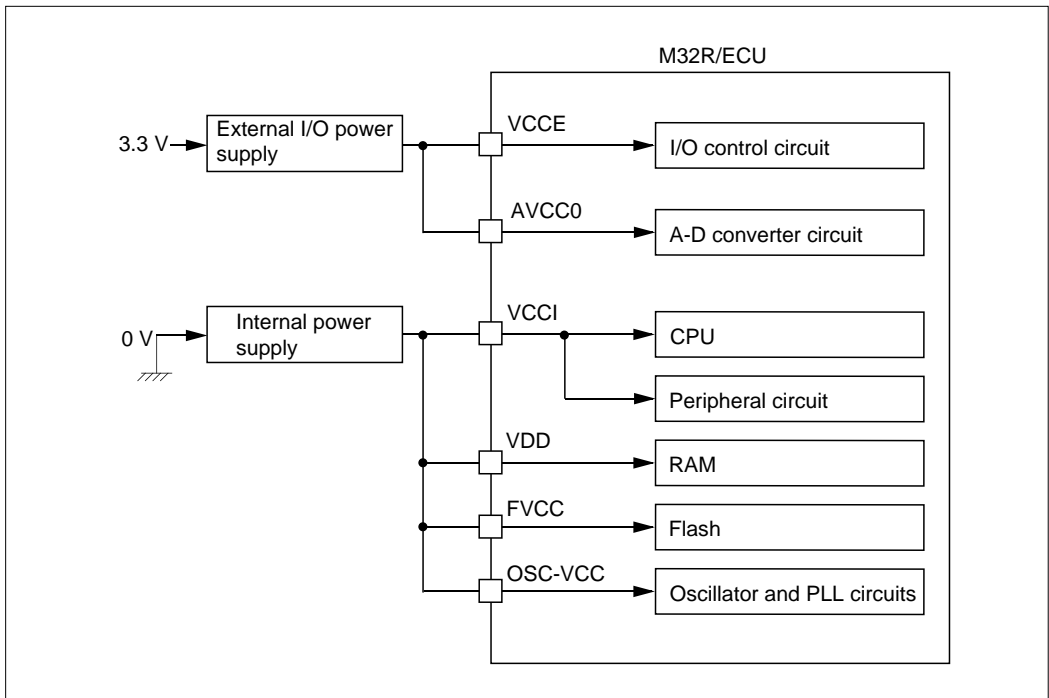 M32R/ECU
3.3 V
External I/O power
supply
VCCE
I/O control circuit
AVCC0
A-D converter circuit
0 V
Internal power
supply
VCCI
CPU
Peripheral circuit
VDD
RAM
FVCC
Flash
OSC-VCC
Oscillator and PLL circuits